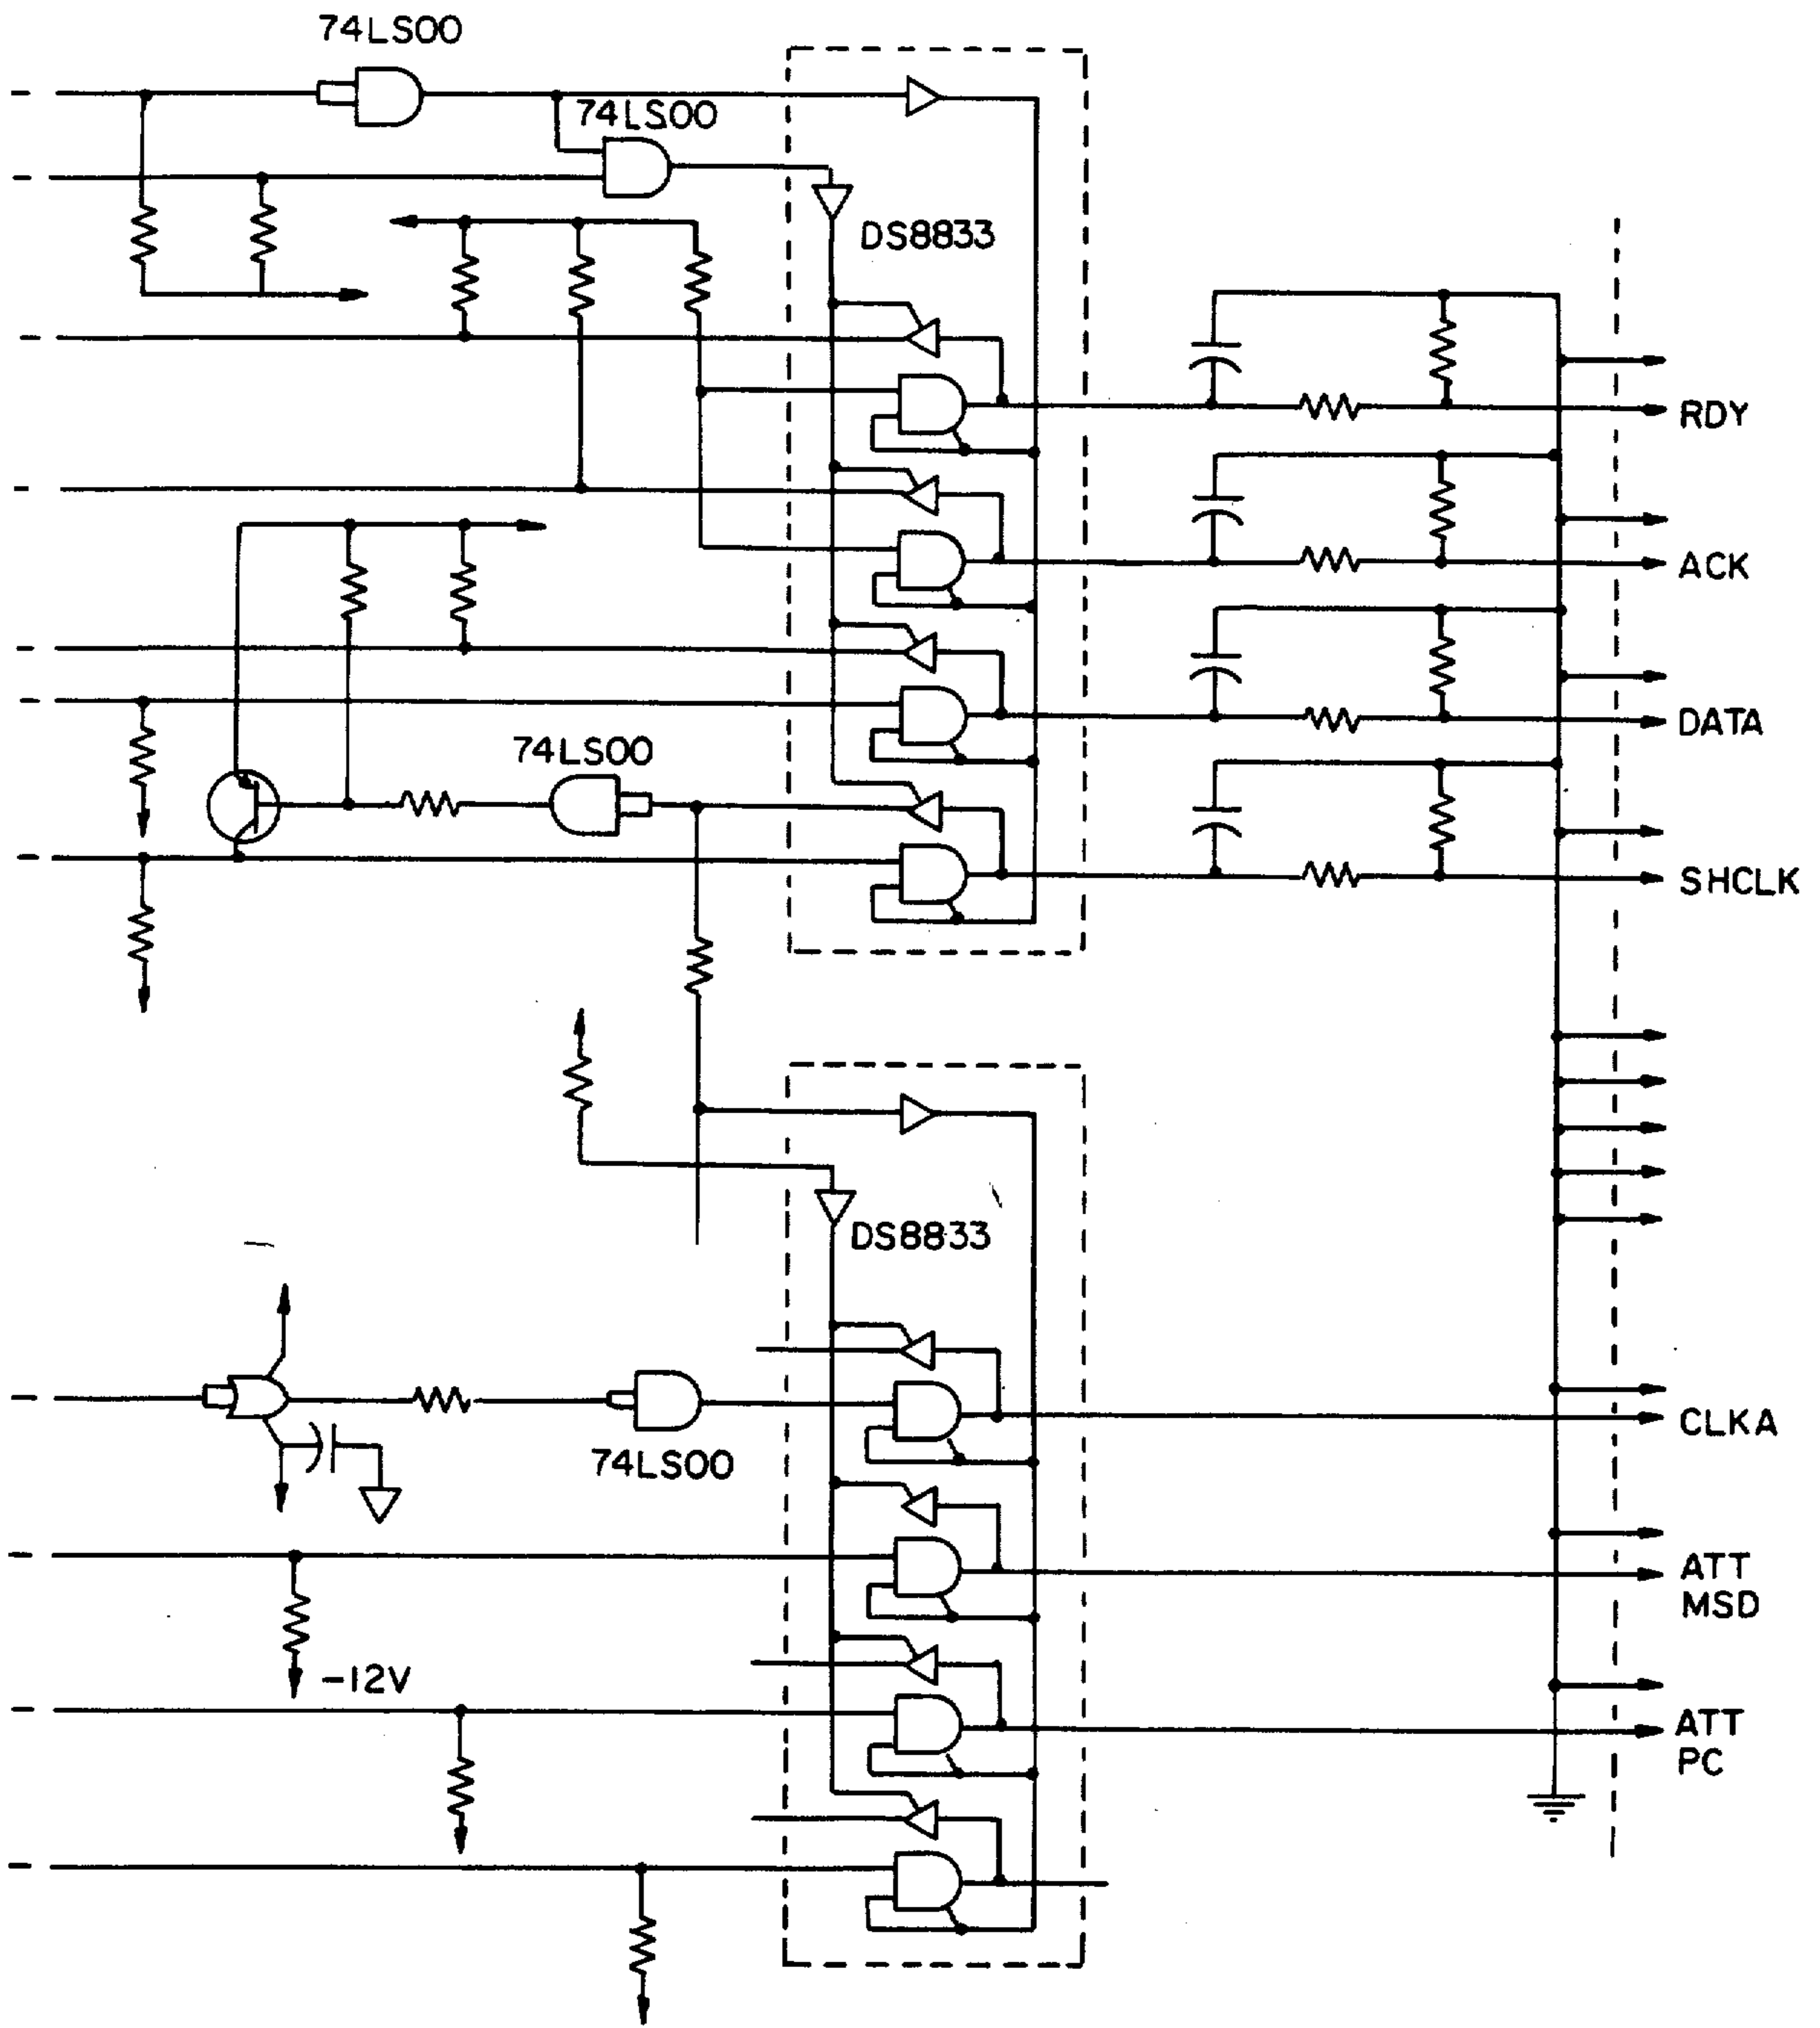 74LS00
74LS00
DS8833
RDY
ACK
DATA
74LS00
SHCLK
DS8833
CLKA
74LS00
ATT
MSD
-12V
ATT
PC